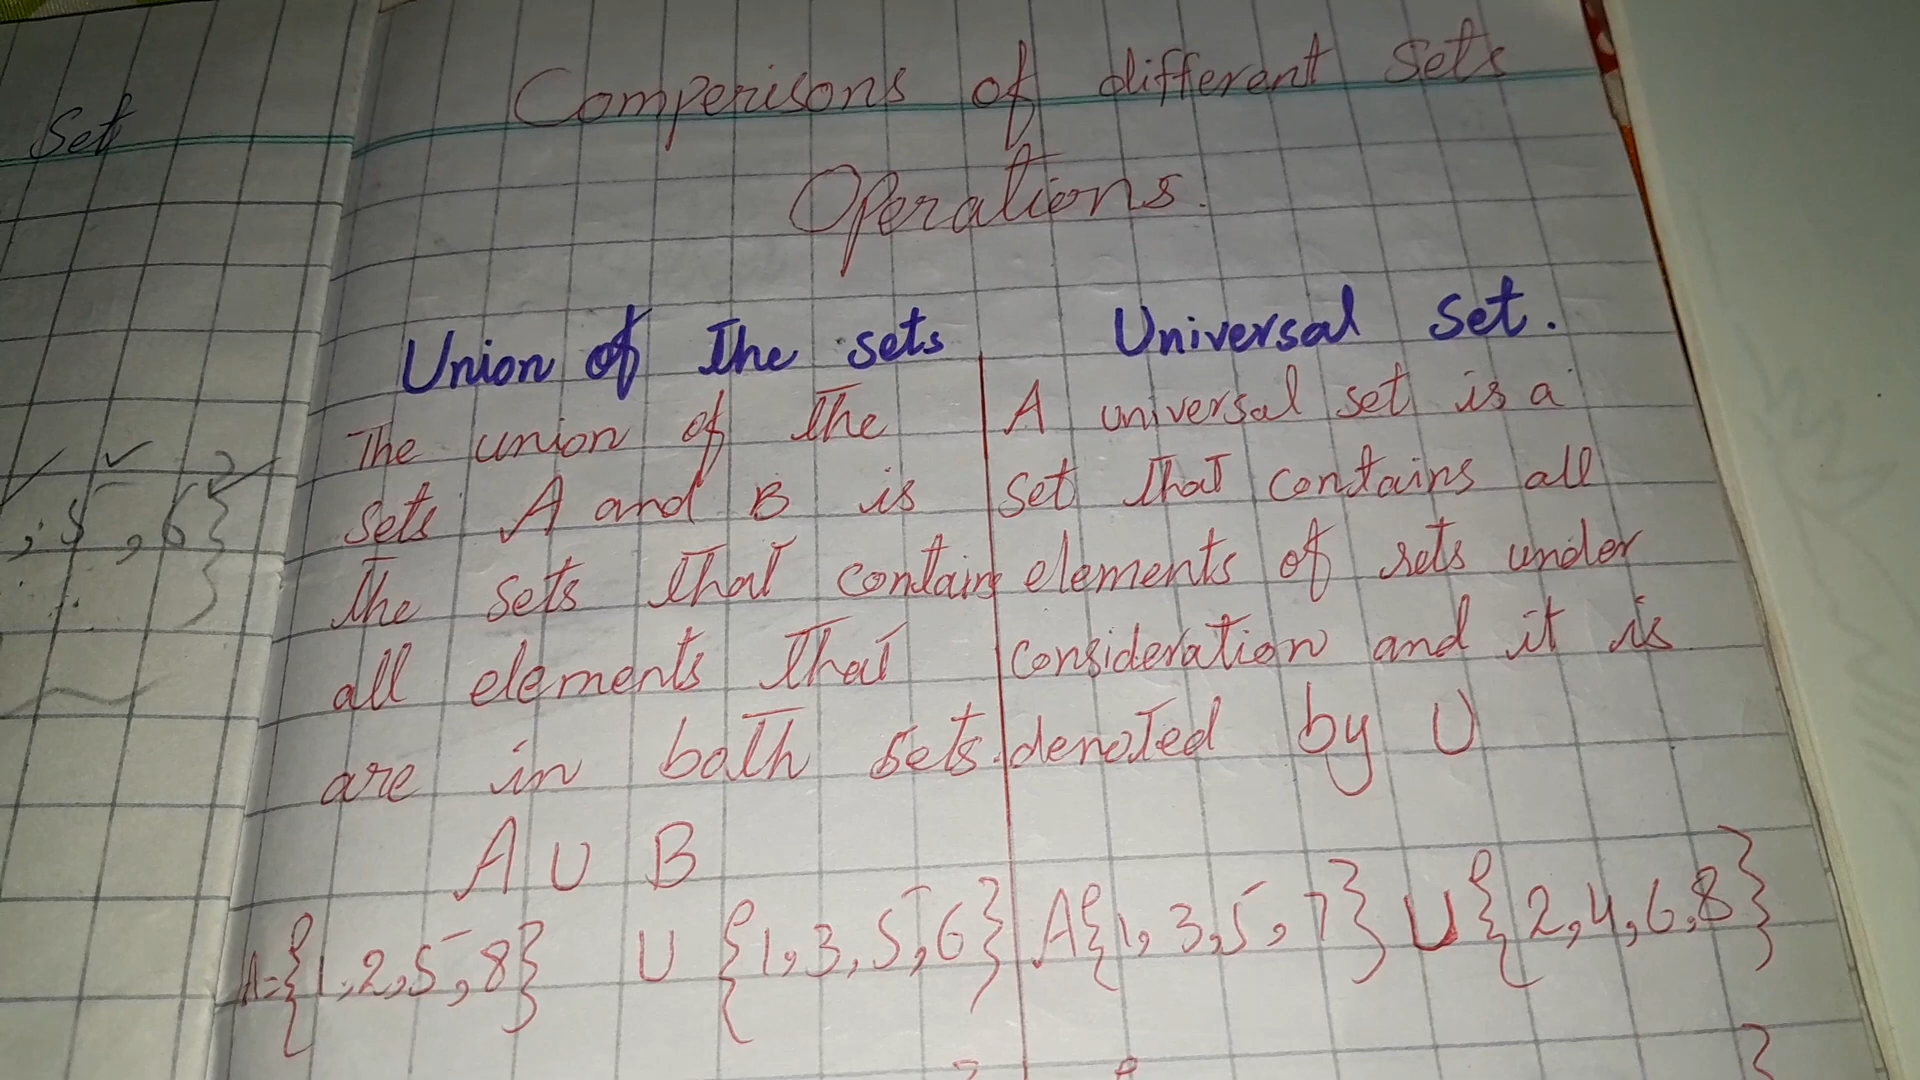 Set
, 5, 6}
Comperisons of different Sets
Operations.
Union of The sets
The union of The
sets A and B is
The sets That contains
all elements That
are in both sets.
A U B
A={1,2,5,8} U {1,3,5,6}
Universal Set.
A universal set is a
set That contains all
elements of sets under
consideration and it is
denoted by U
A{1,3,5,7} U {2,4,6,8}